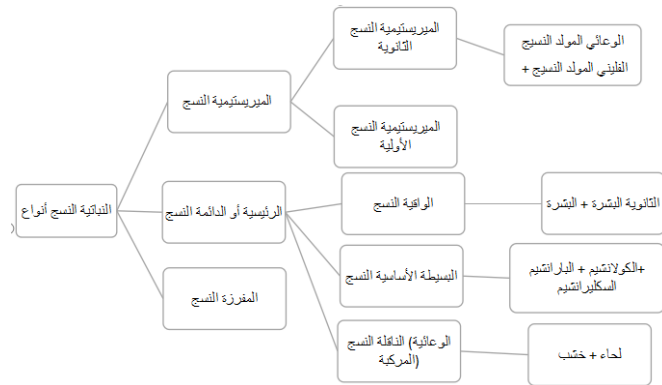 الميريستيمية النسج
الثانوية
الوعائي المولد النسيج
الفليني المولد النسيج +
الميريستيمية النسج
الميريستيمية النسج
الأولية
النباتية النسج أنواع
الرئيسية أو الدائمة النسج
الواقية النسج
الثانوية البشرة + البشرة
البسيطة الأساسية النسج
+الكولانشيم + البارانشيم
السكليرانشيم
المفرزة النسج
الوعائية) الناقلة النسج
(المركبة
لحاء + خشب